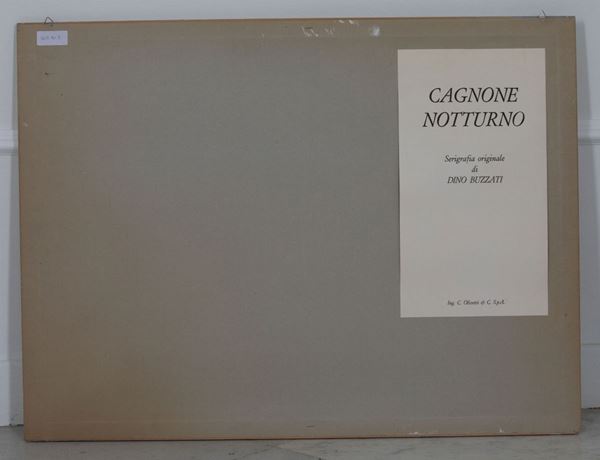 CAGNONE
NOTTURNO
Serigrafia originale
di
DINO BUZZATI
Ing. C. Olivetti & C. S.p.A.